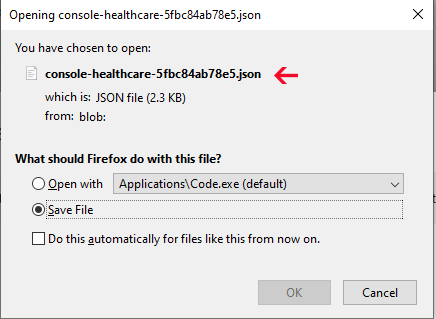 Opening console-healthcare-5fbc84ab78e5.json
You have chosen to open:
console-healthcare-5fbc84ab78e5.json
which is: JSON file (2.3 KB)
from: blob:
What should Firefox do with this file?
Open with Applications\Code.exe (default)
Save File
Do this automatically for files like this from now on.
OK Cancel